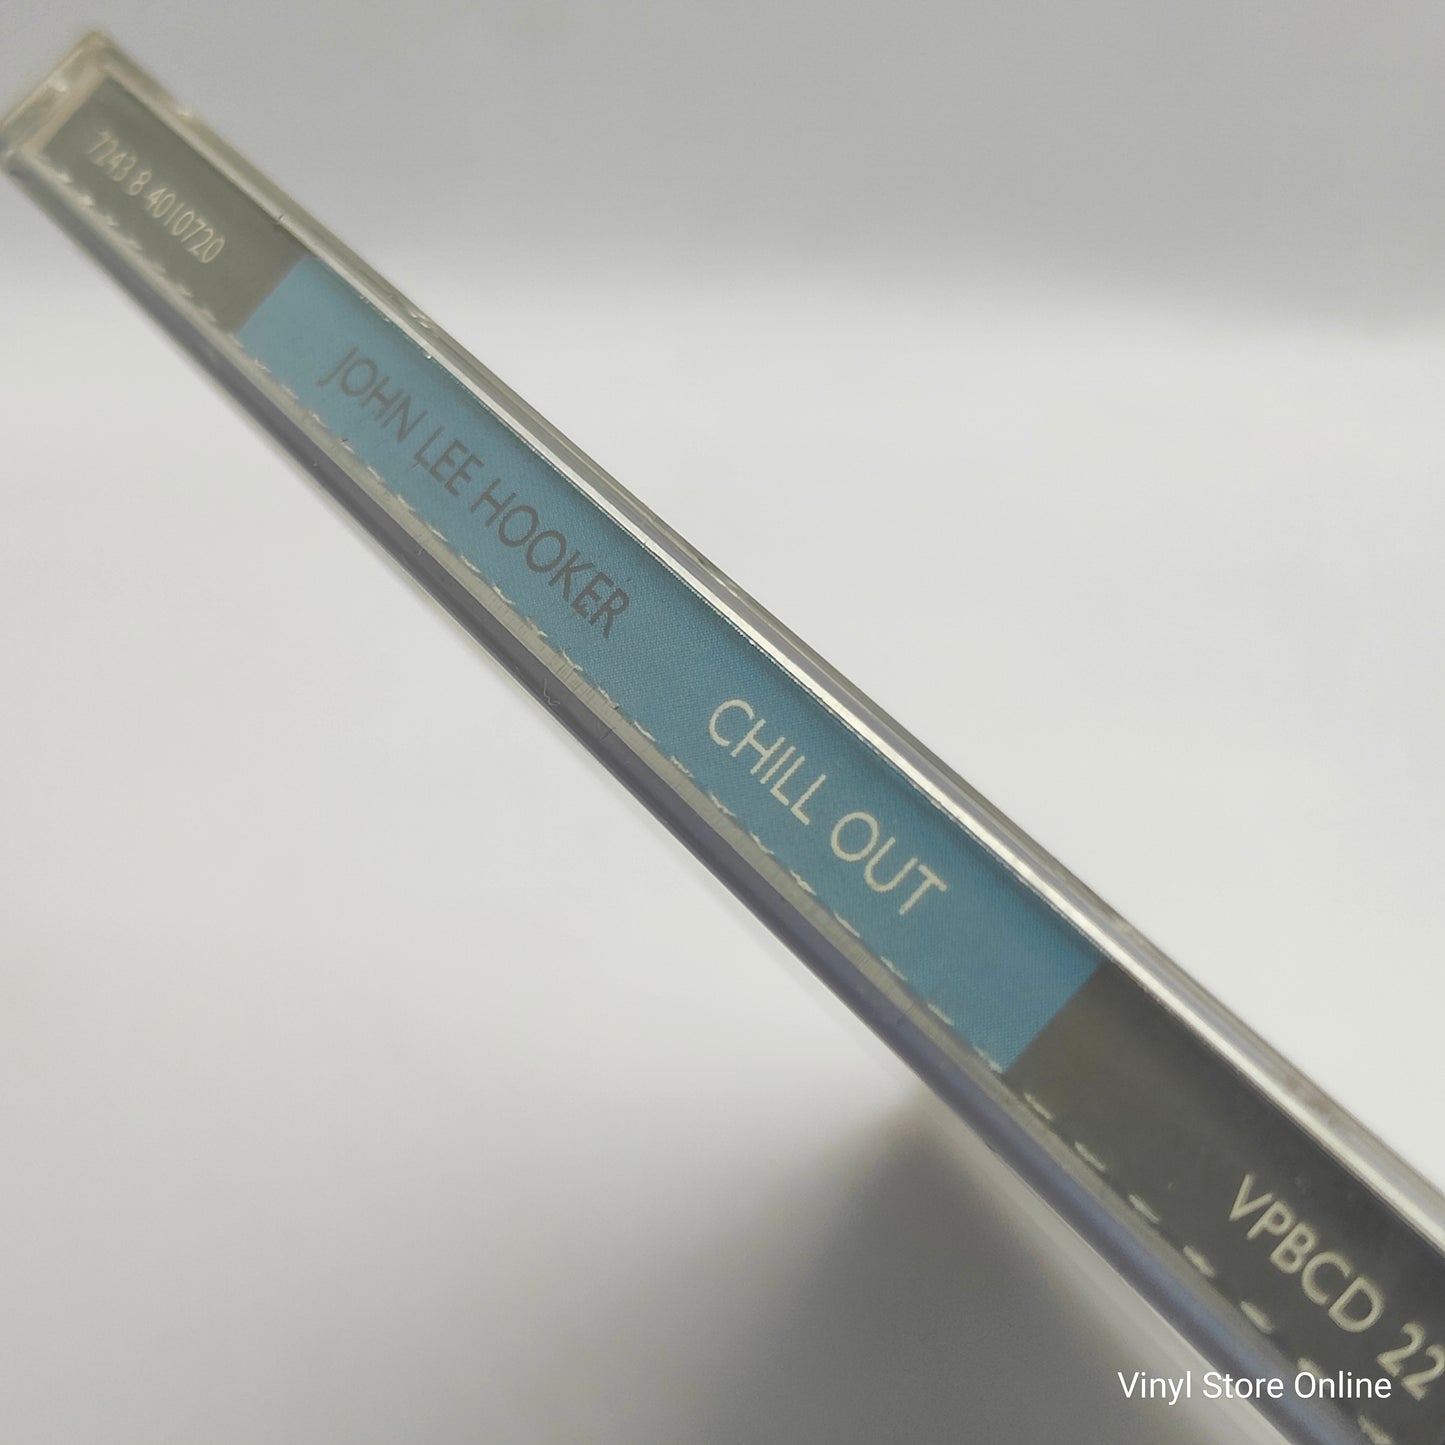 7243 8 4010720
JOHN LEE HOOKER
CHILL OUT
VPBCD 22
Vinyl Store Online